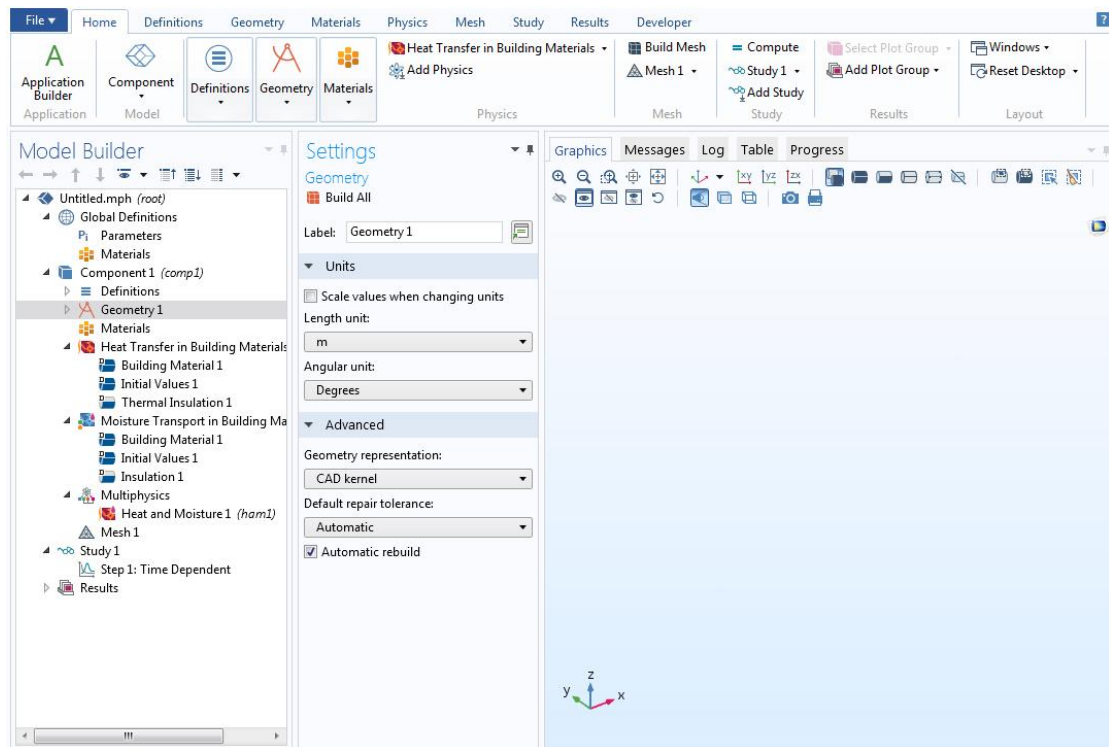 File ▾ Home Definitions Geometry Materials Physics Mesh Study Results Developer ?
A
Application Builder
Application
Component
Model
Definitions
Geometry
Materials
Heat Transfer in Building Materials
Add Physics
Physics
Build Mesh
Mesh 1
Mesh
= Compute
Study 1
Add Study
Study
Select Plot Group
Add Plot Group
Results
Windows
Reset Desktop
Layout
Model Builder
Untitled.mph (root)
Global Definitions
Pi Parameters
Materials
Component 1 (comp1)
Definitions
Geometry 1
Materials
Heat Transfer in Building Materials
Building Material 1
Initial Values 1
Thermal Insulation 1
Moisture Transport in Building Ma
Building Material 1
Initial Values 1
Insulation 1
Multiphysics
Heat and Moisture 1 (ham1)
Mesh 1
Study 1
Step 1: Time Dependent
Results
Settings
Geometry
Build All
Label: Geometry 1
Units
Scale values when changing units
Length unit:
m
Angular unit:
Degrees
Advanced
Geometry representation:
CAD kernel
Default repair tolerance:
Automatic
Automatic rebuild
Graphics Messages Log Table Progress
xy yz zx
z
y x